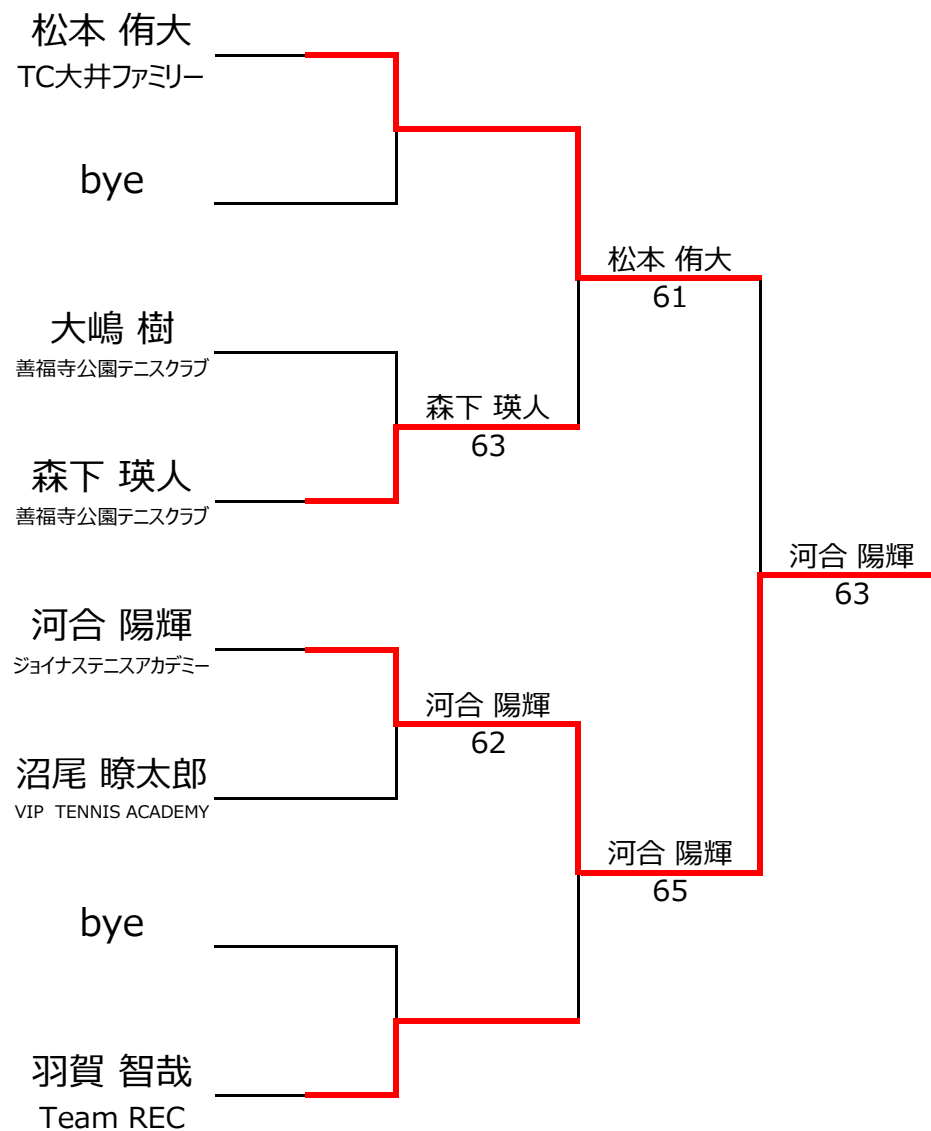 松本 侑大
TC大井ファミリー
bye
松本 侑大
61
大嶋 樹
善福寺公園テニスクラブ
森下 瑛人
63
森下 瑛人
善福寺公園テニスクラブ
河合 陽輝
63
河合 陽輝
ジョイナステニスアカデミー
河合 陽輝
62
沼尾 瞭太郎
VIP TENNIS ACADEMY
河合 陽輝
65
bye
羽賀 智哉
Team REC